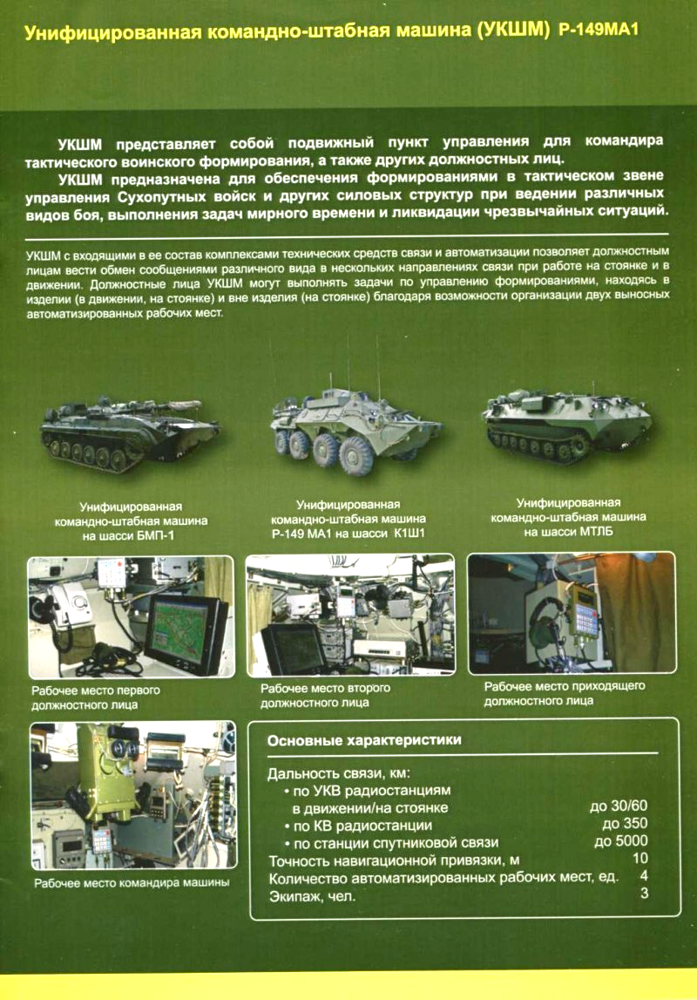 Унифицированная командно-штабная машина (УКШМ) Р-149МА1
УКШМ представляет собой подвижный пункт управления для командира
тактического воинского формирования, а также других должностных лиц.
УКШМ предназначена для обеспечения формированиями в тактическом звене
управления Сухопутных войск и других силовых структур при ведении различных
видов боя, выполнения задач мирного времени и ликвидации чрезвычайных ситуаций.
УКШМ с входящими в ее состав комплексами технических средств связи и автоматизации позволяет должностным
лицам вести обмен сообщениями различного вида в нескольких направлениях связи при работе на стоянке и в
движении. Должностные лица УКШМ могут выполнять задачи по управлению формированиями, находясь в
изделии (в движении, на стоянке) и вне изделия (на стоянке) благодаря возможности организации двух выносных
автоматизированных рабочих мест.
Унифицированная
командно-штабная машина
на шасси БМП-1
Унифицированная
командно-штабная машина
Р-149 МА1 на шасси К1Ш1
Унифицированная
командно-штабная машина
на шасси МТЛБ
Рабочее место первого
должностного лица
Рабочее место второго
должностного лица
Рабочее место приходящего
должностного лица
Рабочее место командира машины
Основные характеристики
Дальность связи, км:
• по УКВ радиостанциям
в движении/на стоянке до 30/60
• по КВ радиостанции до 350
• по станции спутниковой связи до 5000
Точность навигационной привязки, м 10
Количество автоматизированных рабочих мест, ед. 4
Экипаж, чел. 3